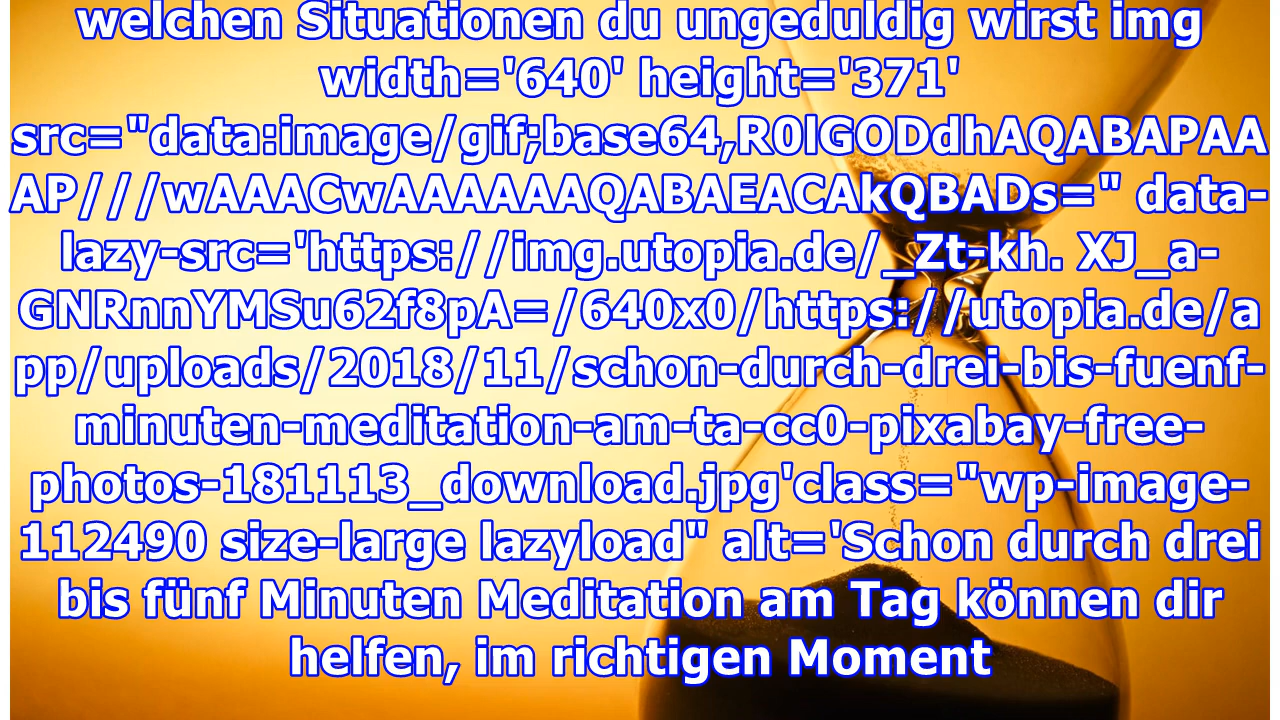 welchen Situationen du ungeduldig wirst img
width='640' height='371'
src="data:image/gif;base64,R0lGODdhAQABAPAA
AP///wAAACwAAAAAAQABAEACAkQBADs=" data-
lazy-src='https://img.utopia.de/_Zt-kh. XJ_a-
GNRnnYMSu62f8pA=/640x0/https://utopia.de/a
pp/uploads/2018/11/schon-durch-drei-bis-fuenf-
minuten-meditation-am-ta-cc0-pixabay-free-
photos-181113_download.jpg'class="wp-image-
112490 size-large lazyload" alt='Schon durch drei
bis fünf Minuten Meditation am Tag können dir
helfen, im richtigen Moment